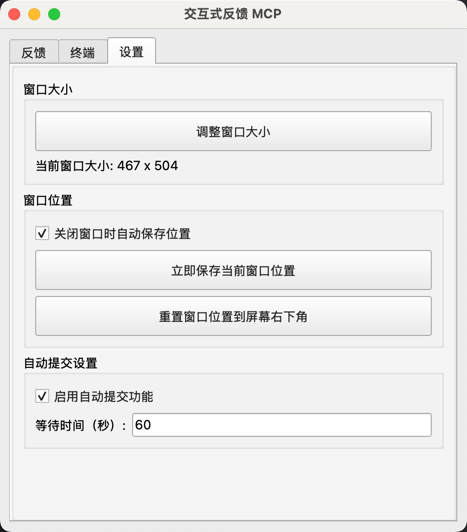 交互式反馈 MCP
反馈 终端 设置
窗口大小
调整窗口大小
当前窗口大小: 467 x 504
窗口位置
关闭窗口时自动保存位置
立即保存当前窗口位置
重置窗口位置到屏幕右下角
自动提交设置
启用自动提交功能
等待时间（秒）: 60